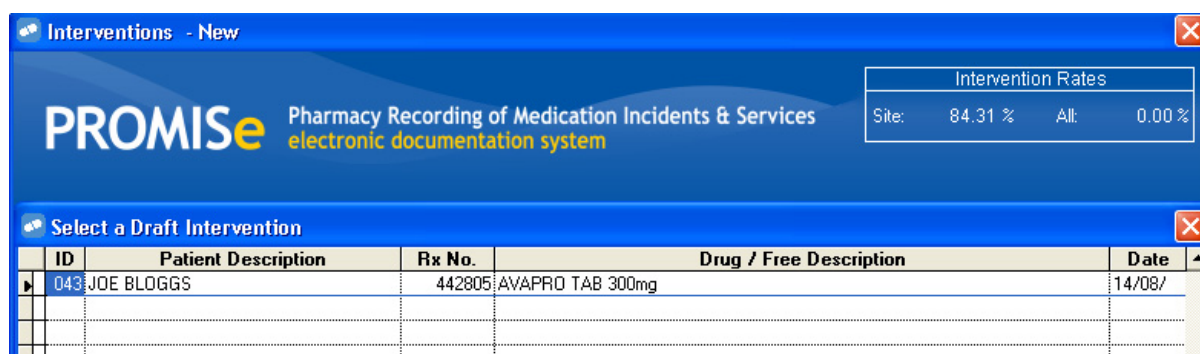 Interventions - New
Intervention Rates
Site: 84.31 % All: 0.00 %
PROMISe Pharmacy Recording of Medication Incidents & Services
electronic documentation system
Select a Draft Intervention
ID Patient Description Rx No. Drug / Free Description Date
043 JOE BLOGGS 442805 AVAPRO TAB 300mg 14/08/